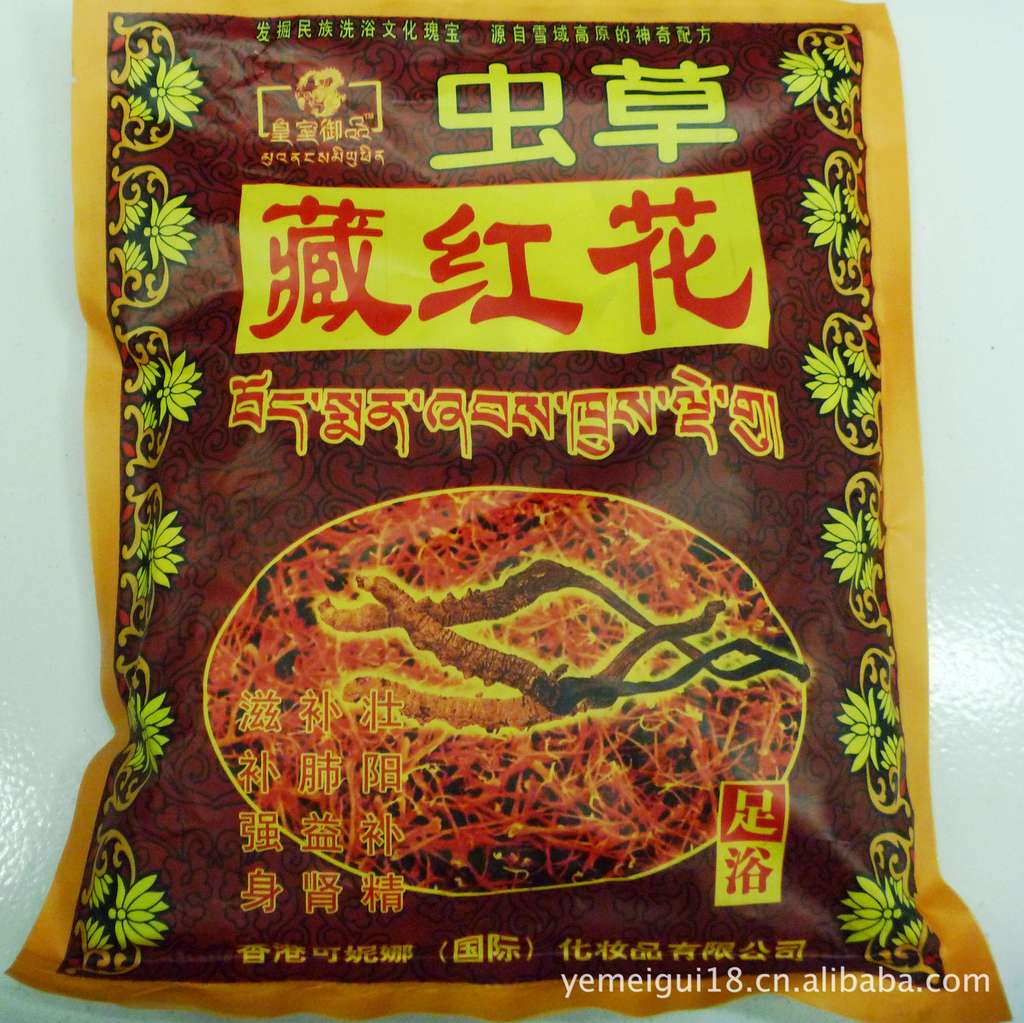 发掘民族洗浴文化瑰宝 源自雪域高原的神奇配方
皇室御品
虫草
藏红花
བོད་སྨན་ཞབས་ཁྲུས་ལྡེ་གུ།
壮阳补精
补肺益肾
滋补强身
足浴
香港可妮娜（国际）化妆品有限公司
yemeigui18.cn.alibaba.com